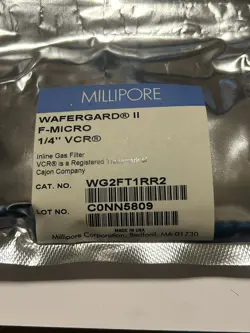 MILLIPORE
WAFERGARD® II
F-MICRO
1/4" VCR®
Inline Gas Filter
VCR® is a Registered Trademark of
Cajon Company
CAT. NO. WG2FT1RR2
LOT NO. C0NN5809
MADE IN USA
Millipore Corporation, Bedford, MA 01730